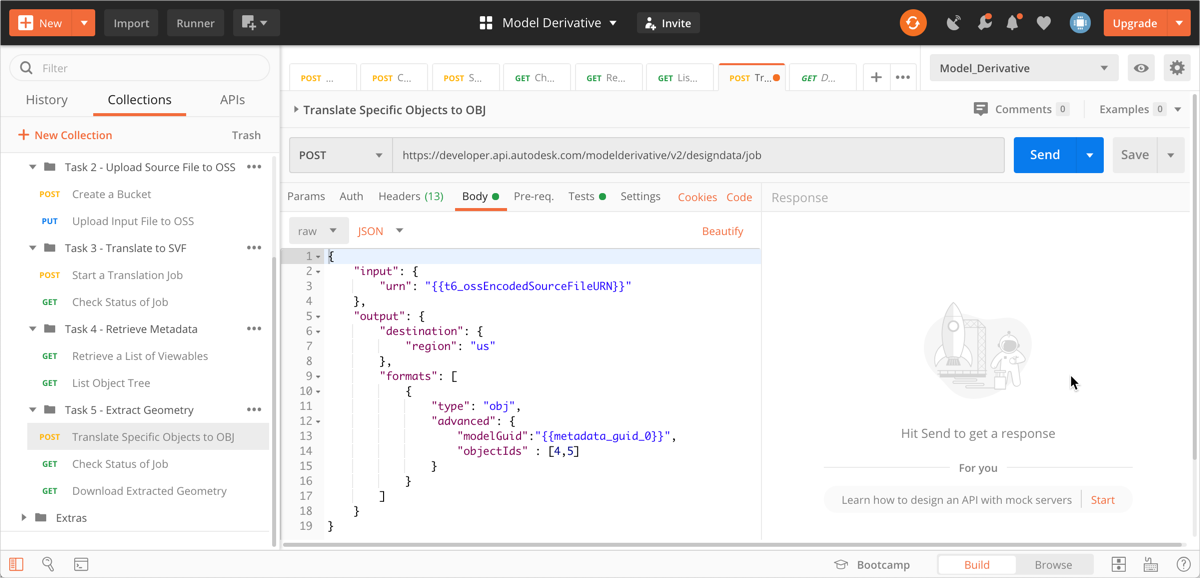 New
Import
Runner
Model Derivative
Invite
Upgrade
Filter
History
Collections
APIs
New Collection
Trash
Task 2 - Upload Source File to OSS
POST Create a Bucket
PUT Upload Input File to OSS
Task 3 - Translate to SVF
POST Start a Translation Job
GET Check Status of Job
Task 4 - Retrieve Metadata
GET Retrieve a List of Viewables
GET List Object Tree
Task 5 - Extract Geometry
POST Translate Specific Objects to OBJ
GET Check Status of Job
GET Download Extracted Geometry
Extras
POST ...
POST C...
POST S...
GET Ch...
GET Re...
GET Lis...
POST Tr...
GET D...
Model_Derivative
Translate Specific Objects to OBJ
Comments 0
Examples 0
POST
https://developer.api.autodesk.com/modelderivative/v2/designdata/job
Send
Save
Params
Auth
Headers (13)
Body
Pre-req.
Tests
Settings
Cookies
Code
Response
raw
JSON
Beautify
1 {
2 "input": {
3 "urn": "{{t6_ossEncodedSourceFileURN}}"
4 },
5 "output": {
6 "destination": {
7 "region": "us"
8 },
9 "formats": [
10 {
11 "type": "obj",
12 "advanced": {
13 "modelGuid":"{{metadata_guid_0}}",
14 "objectIds" : [4,5]
15 }
16 }
17 ]
18 }
19 }
Hit Send to get a response
For you
Learn how to design an API with mock servers
Start
Bootcamp
Build
Browse